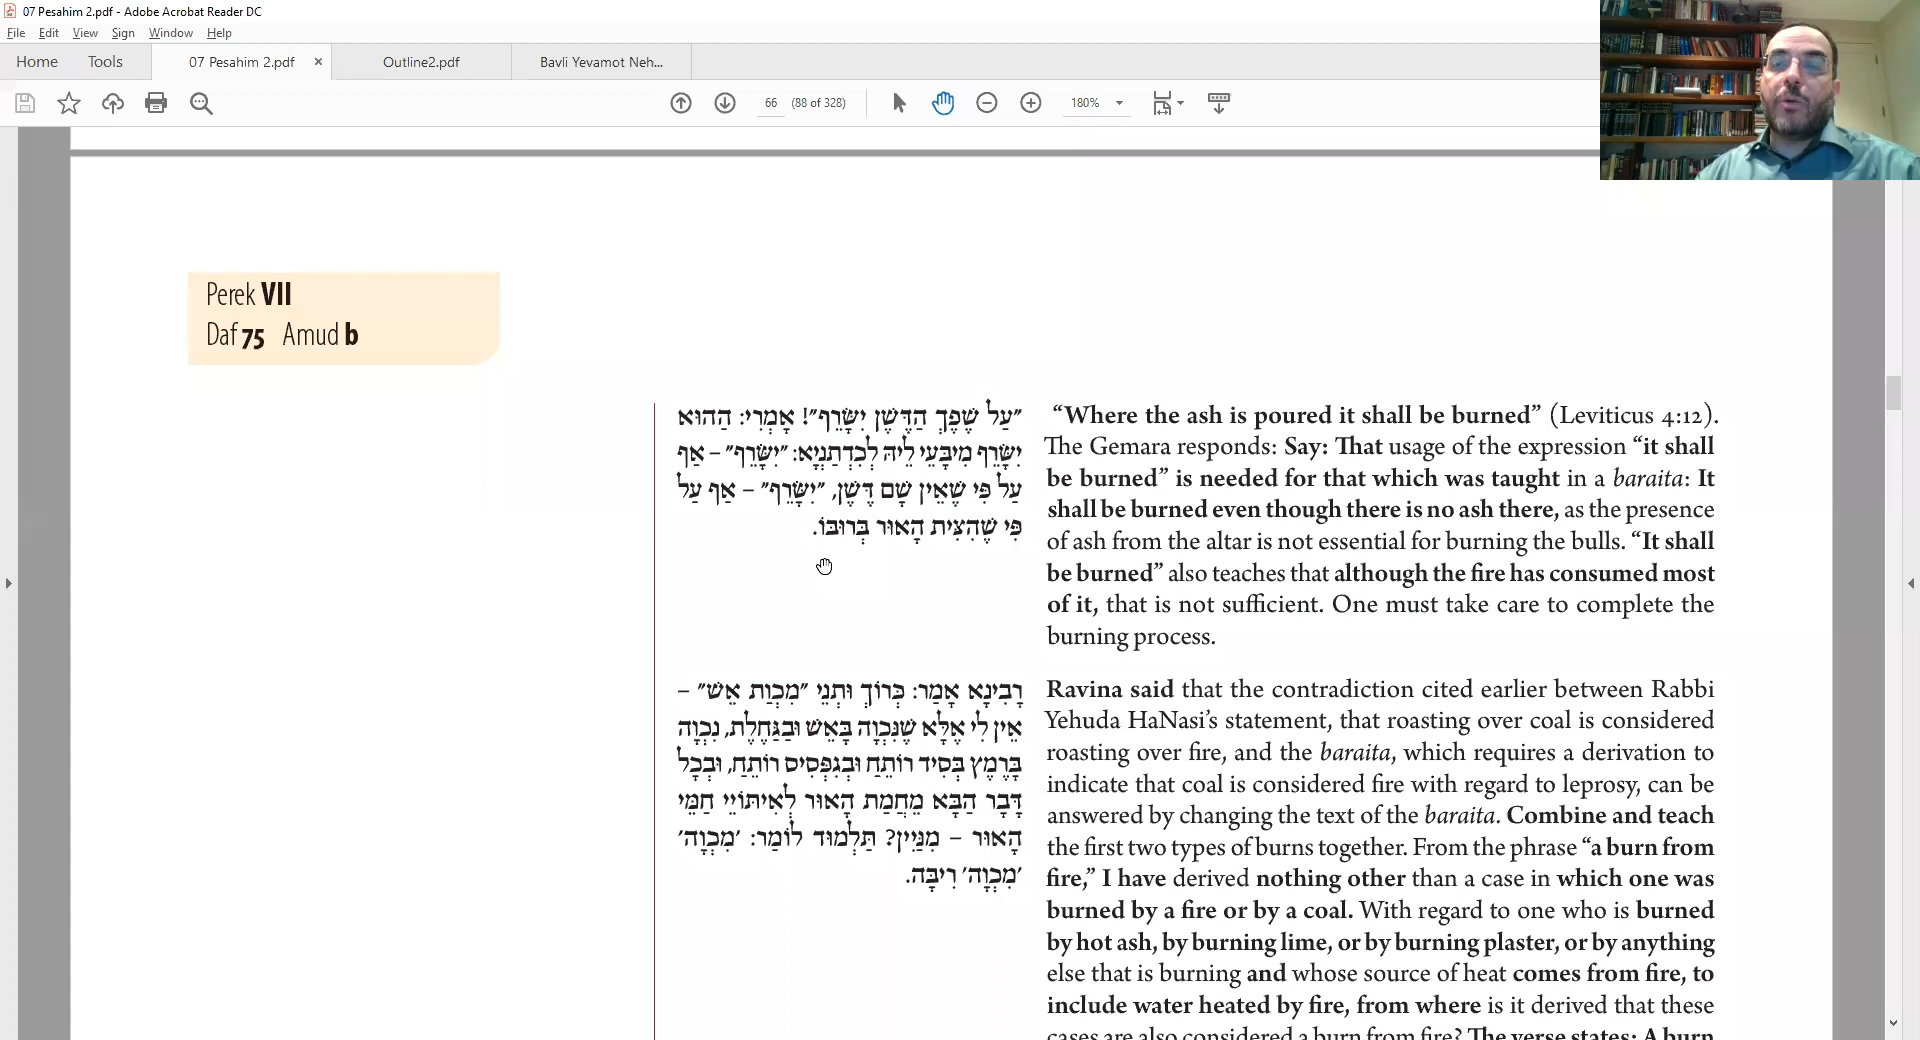 07 Pesahim 2.pdf - Adobe Acrobat Reader DC
File Edit View Sign Window Help
Home Tools 07 Pesahim 2.pdf × Outline2.pdf Bavli Yevamot Neh...
66 (88 of 328) 180%
Perek VII
Daf 75 Amud b
״עַל שֶׁפֶךְ הַדֶּשֶׁן יִשָּׂרֵף״! אָמְרִי: הַהוּא
יִשָּׂרֵף מִיבָּעֵי לֵיהּ לְכִדְתַנְיָא: ״יִשָּׂרֵף״ – אַף
עַל פִּי שֶׁאֵין שָׁם דֶּשֶׁן, ״יִשָּׂרֵף״ – אַף עַל
פִּי שֶׁהִצִּית הָאוּר בְּרוּבּוֹ.
רָבִינָא אָמַר: כְּרוֹךְ וּתְנֵי ״מִכְוַת אֵשׁ״ –
אֵין לִי אֶלָּא שֶׁנִּכְוָה בָּאֵשׁ וּבַגַּחֶלֶת, נִכְוָה
בָּרֶמֶץ בְּסִיד רוֹתֵחַ וּבְגִפְּסִיס רוֹתֵחַ, וּבְכָל
דָּבָר הַבָּא מֵחֲמַת הָאוּר לְאִיתּוֹיֵי חַמֵּי
הָאוּר – מִנַּיִין? תַּלְמוּד לוֹמַר: ׳מִכְוָה׳
׳מִכְוָה׳ רִיבָּה.
“Where the ash is poured it shall be burned” (Leviticus 4:12).
The Gemara responds: Say: That usage of the expression “it shall
be burned” is needed for that which was taught in a baraita: It
shall be burned even though there is no ash there, as the presence
of ash from the altar is not essential for burning the bulls. “It shall
be burned” also teaches that although the fire has consumed most
of it, that is not sufficient. One must take care to complete the
burning process.
Ravina said that the contradiction cited earlier between Rabbi
Yehuda HaNasi’s statement, that roasting over coal is considered
roasting over fire, and the baraita, which requires a derivation to
indicate that coal is considered fire with regard to leprosy, can be
answered by changing the text of the baraita. Combine and teach
the first two types of burns together. From the phrase “a burn from
fire,” I have derived nothing other than a case in which one was
burned by a fire or by a coal. With regard to one who is burned
by hot ash, by burning lime, or by burning plaster, or by anything
else that is burning and whose source of heat comes from fire, to
include water heated by fire, from where is it derived that these
cases are also considered a burn from fire? The verse states: A burn